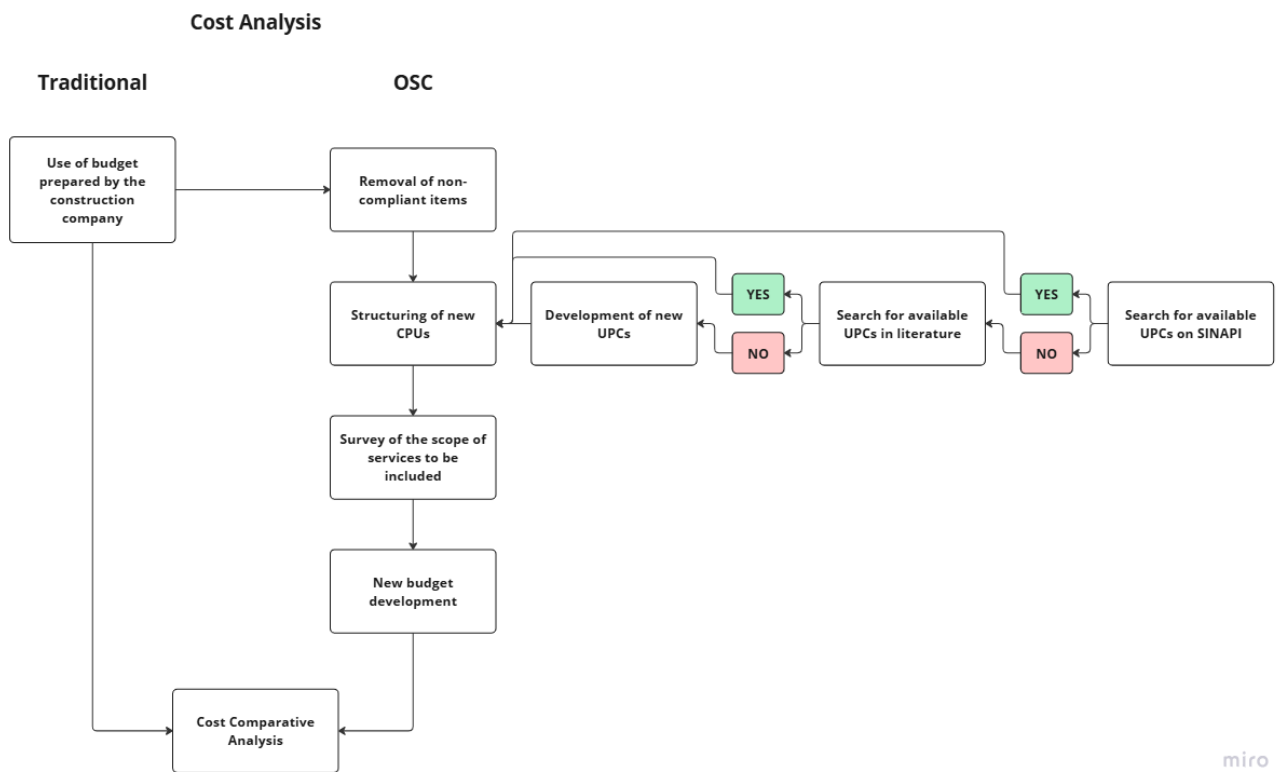 Cost Analysis
Traditional
OSC
Use of budget
prepared by the
construction
company
Removal of non-
compliant items
Structuring of new
CPUs
Development of new
UPCs
YES
NO
Search for available
UPCs in literature
YES
NO
Search for available
UPCs on SINAPI
Survey of the scope of
services to be
included
New budget
development
Cost Comparative
Analysis
miro